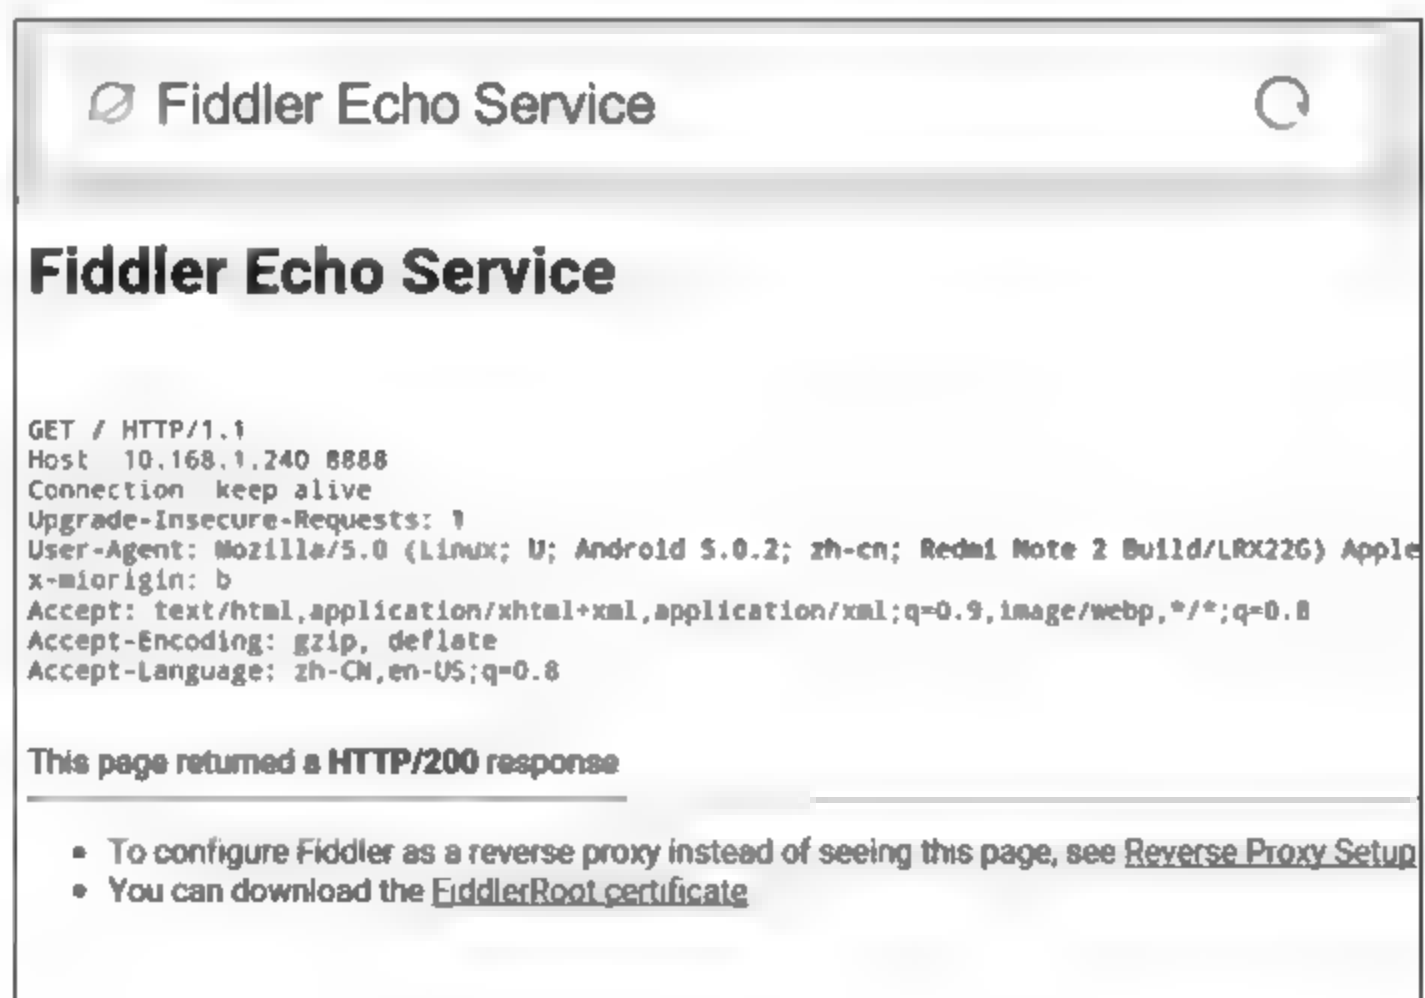 Fiddler Echo Service
Fiddler Echo Service
GET / HTTP/1.1
Host  10.168.1.240 8888
Connection  keep alive
Upgrade-Insecure-Requests: 1
User-Agent: Mozilla/5.0 (Linux; U; Android 5.0.2; zh-cn; Redmi Note 2 Build/LRX22G) Apple
x-miorigin: b
Accept: text/html,application/xhtml+xml,application/xml;q=0.9,image/webp,*/*;q=0.8
Accept-Encoding: gzip, deflate
Accept-Language: zh-CN,en-US;q=0.8
This page returned a HTTP/200 response
• To configure Fiddler as a reverse proxy instead of seeing this page, see Reverse Proxy Setup
• You can download the FiddlerRoot certificate